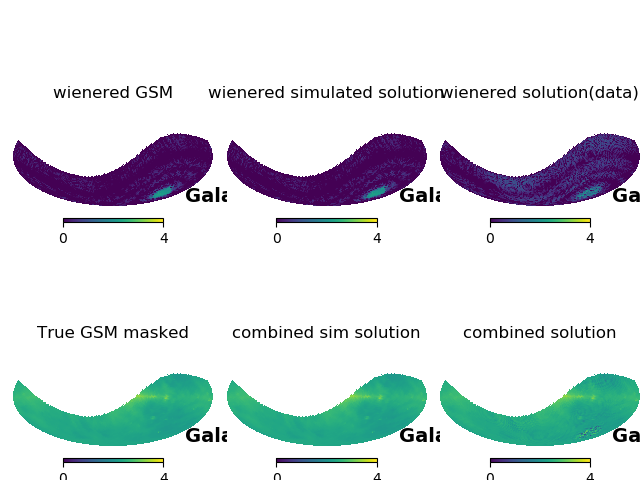 wienered GSM
wienered simulated solution
wienered solution(data)
Gala
Gala
Ga
0 4
0 4
0 4
True GSM masked
combined sim solution
combined solution
Gala
Gala
Ga
0 4
0 4
0 4